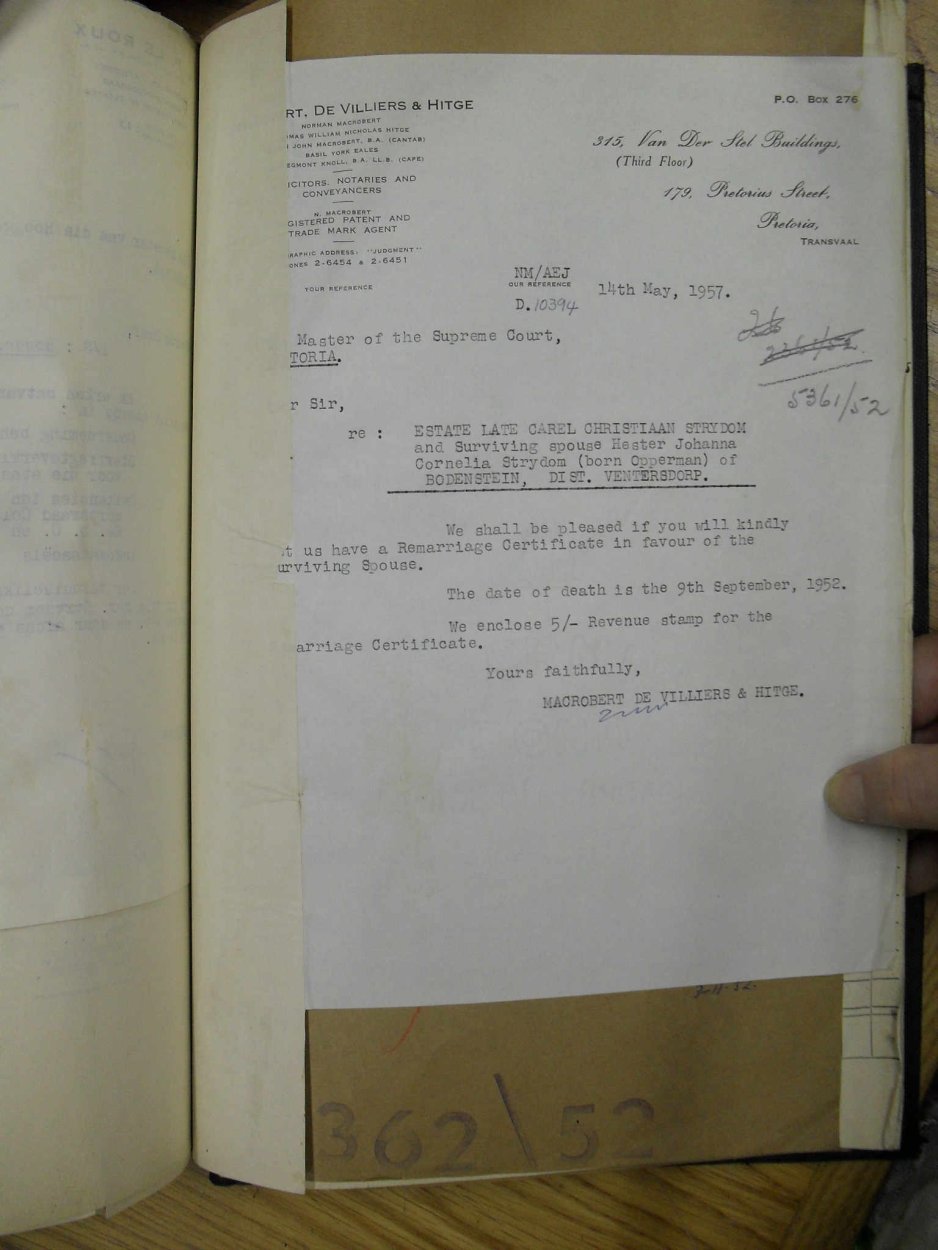 RT, DE VILLIERS & HITGE
NORMAN MACROBERT
MAS WILLIAM NICHOLAS HITGE
JOHN MACROBERT, B.A. (CANTAB)
BASIL YORK EALES
EGMONT KNOLL, B.A. LL.B. (CAPE)
ICITORS, NOTARIES AND
CONVEYANCERS
N. MACROBERT
GISTERED PATENT AND
TRADE MARK AGENT
RAPHIC ADDRESS: "JUDGMENT"
ONES 2-6454 & 2-6451
YOUR REFERENCE
P.O. BOX 276
315, Van Der Stel Buildings,
(Third Floor)
179, Pretorius Street,
Pretoria,
TRANSVAAL
NM/AEJ
OUR REFERENCE
D.10394
14th May, 1957.
Master of the Supreme Court,
TORIA.
5361/52
r Sir,
re : ESTATE LATE CAREL CHRISTIAAN STRYDOM
and Surviving spouse Hester Johanna
Cornelia Strydom (born Opperman) of
BODENSTEIN, DIST. VENTERSDORP.
We shall be pleased if you will kindly
t us have a Remarriage Certificate in favour of the
urviving Spouse.
The date of death is the 9th September, 1952.
We enclose 5/- Revenue stamp for the
arriage Certificate.
Yours faithfully,
MACROBERT DE VILLIERS & HITGE.
362\52